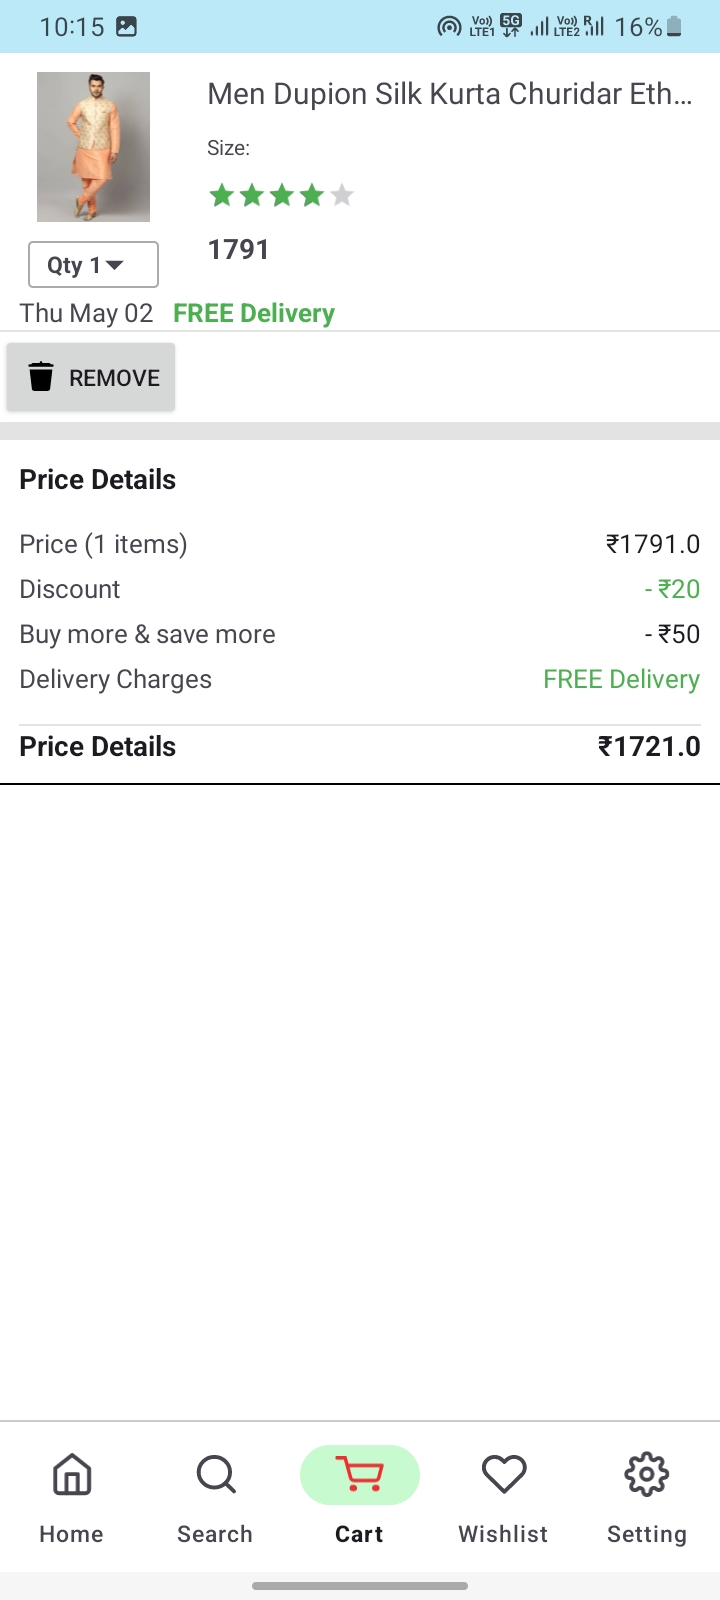 10:15 Vo) LTE1 5G Vo) LTE2 R 16%
Men Dupion Silk Kurta Churidar Eth...
Size:
1791
Qty 1
Thu May 02 FREE Delivery
REMOVE
Price Details
Price (1 items) ₹1791.0
Discount - ₹20
Buy more & save more - ₹50
Delivery Charges FREE Delivery
Price Details ₹1721.0
Home Search Cart Wishlist Setting